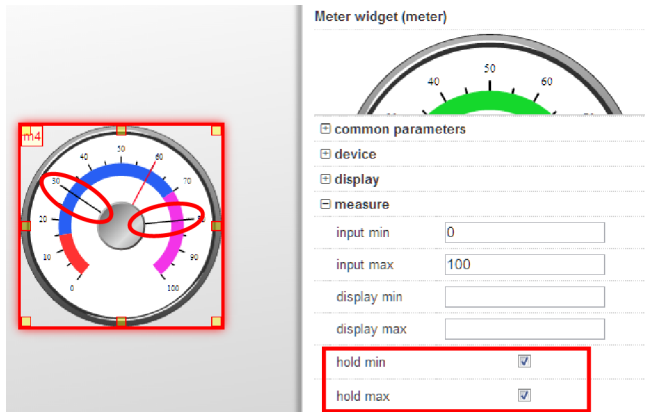 Meter widget (meter)
40 50 60
common parameters
device
display
measure
input min 0
input max 100
display min
display max
hold min
hold max
m4
0
10
20
30
40
50
60
70
80
90
100